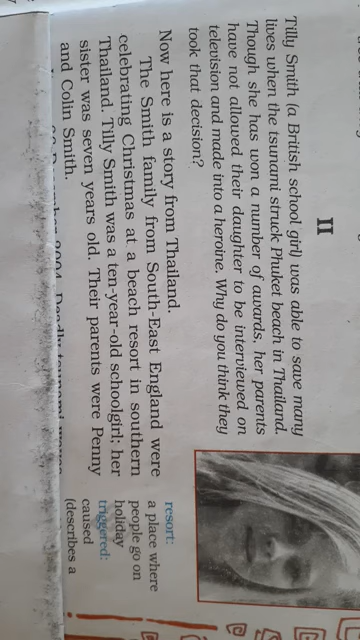 II
Tilly Smith (a British school girl) was able to save many
lives when the tsunami struck Phuket beach in Thailand.
Though she has won a number of awards, her parents
have not allowed their daughter to be interviewed on
television and made into a heroine. Why do you think they
took that decision?
Now here is a story from Thailand.
The Smith family from South-East England were
celebrating Christmas at a beach resort in southern
Thailand. Tilly Smith was a ten-year-old schoolgirl; her
sister was seven years old. Their parents were Penny
and Colin Smith.
2004. Deadly tsunami
resort:
a place where
people go on
holiday
triggered:
caused
(describes a